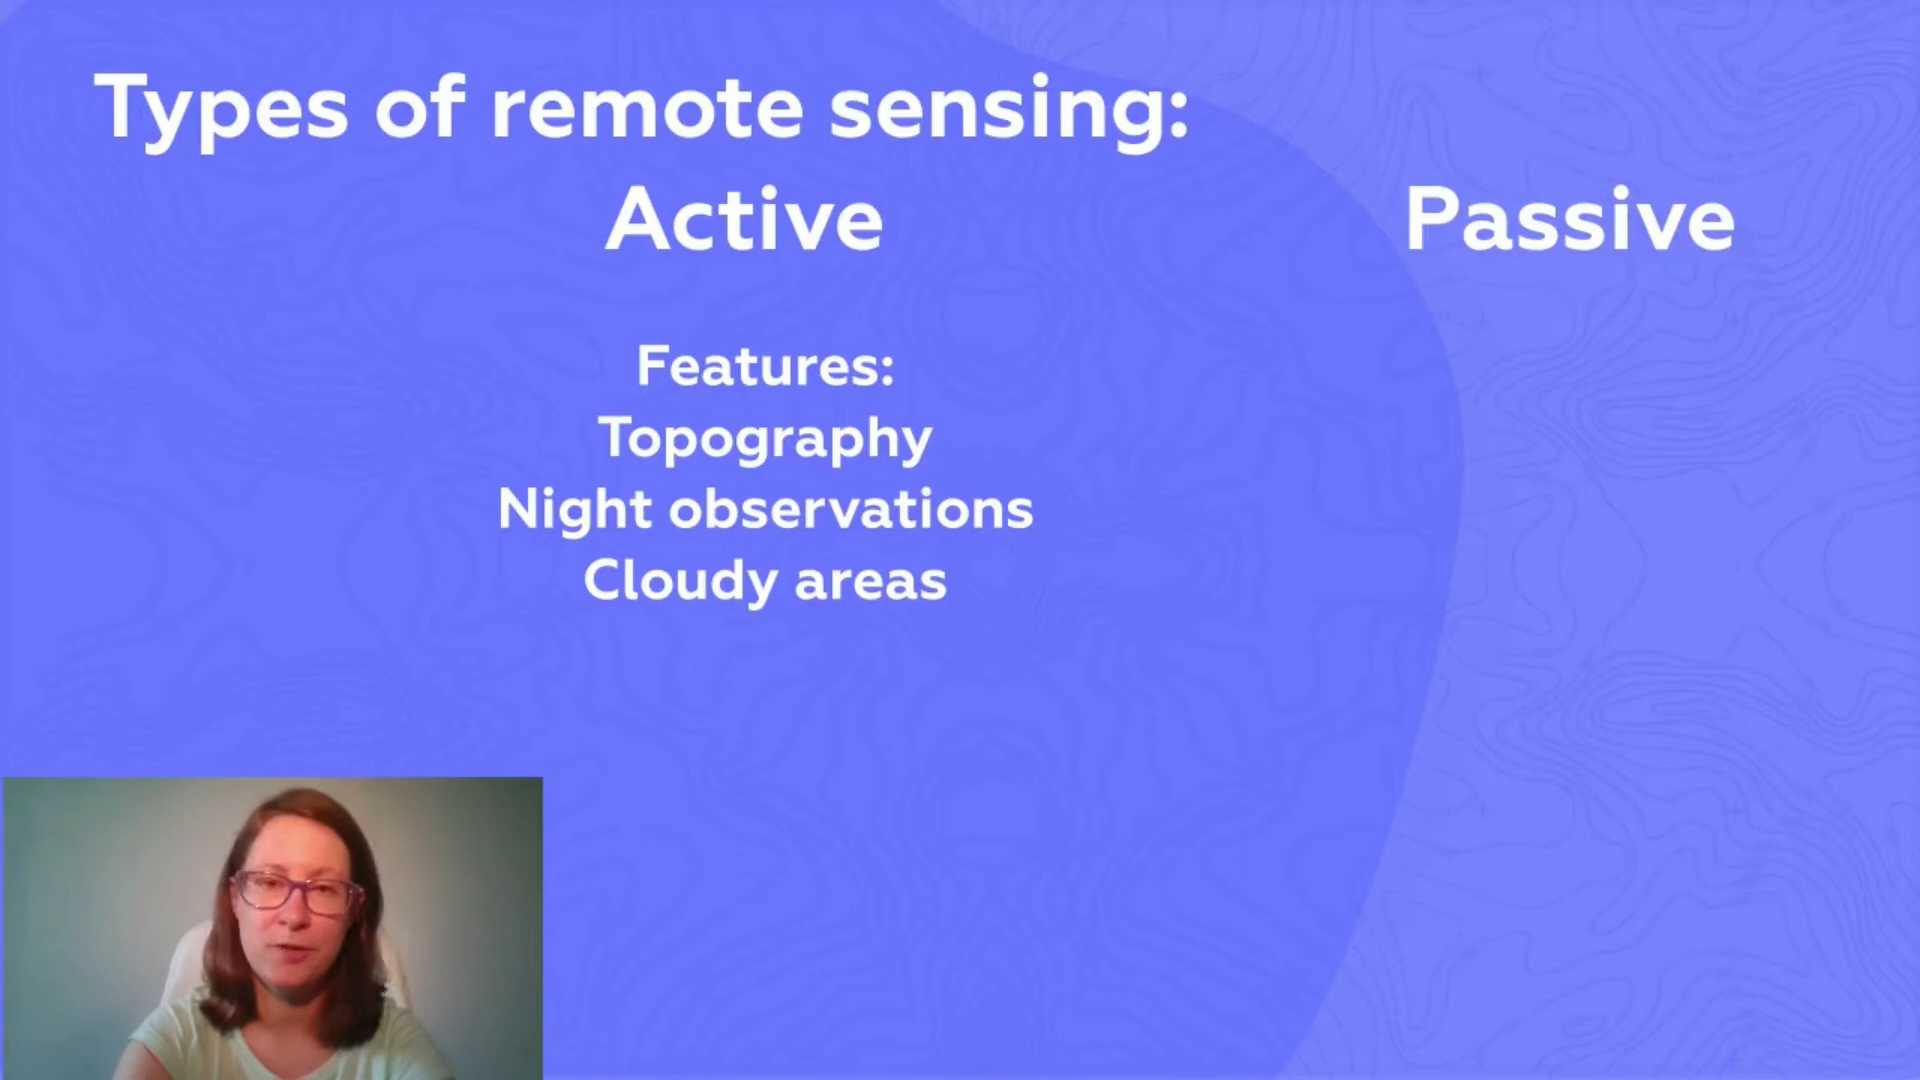 Types of remote sensing:
Active
Passive
Features:
Topography
Night observations
Cloudy areas